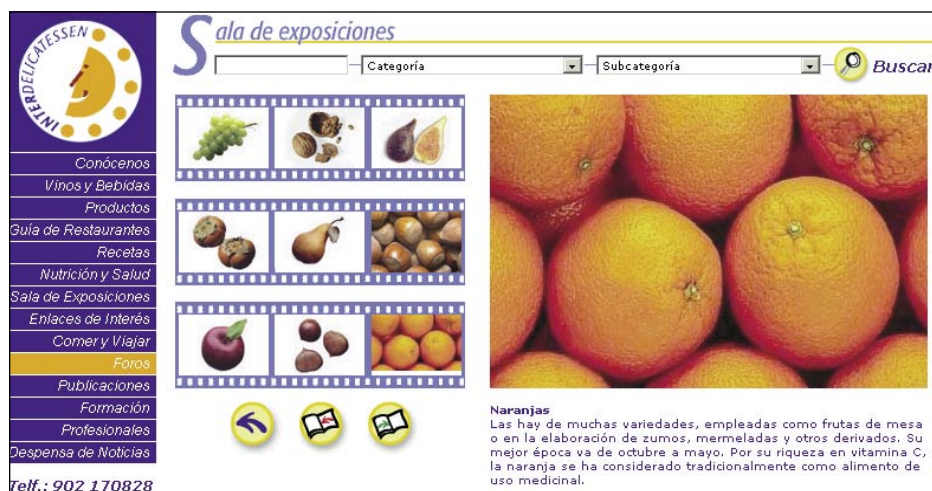 INTERDELICATESSEN
Sala de exposiciones
Categoría
Subcategoría
Buscar
Conócenos
Vinos y Bebidas
Productos
Guía de Restaurantes
Recetas
Nutrición y Salud
Sala de Exposiciones
Enlaces de Interés
Comer y Viajar
Foros
Publicaciones
Formación
Profesionales
Despensa de Noticias
Telf.: 902 170828
Naranjas
Las hay de muchas variedades, empleadas como frutas de mesa
o en la elaboración de zumos, mermeladas y otros derivados. Su
mejor época va de octubre a mayo. Por su riqueza en vitamina C,
la naranja se ha considerado tradicionalmente como alimento de
uso medicinal.